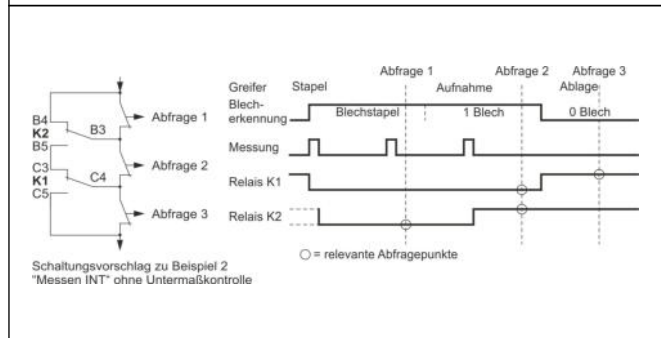 B4
K2
B5
C3
K1
C5
B3
C4
Abfrage 1
Abfrage 2
Abfrage 3
Schaltungsvorschlag zu Beispiel 2
"Messen INT" ohne Untermaßkontrolle
Abfrage 1 Abfrage 2 Abfrage 3
Greifer Stapel Aufnahme Ablage
Blech-
erkennung Blechstapel 1 Blech 0 Blech
Messung
Relais K1
Relais K2
= relevante Abfragepunkte